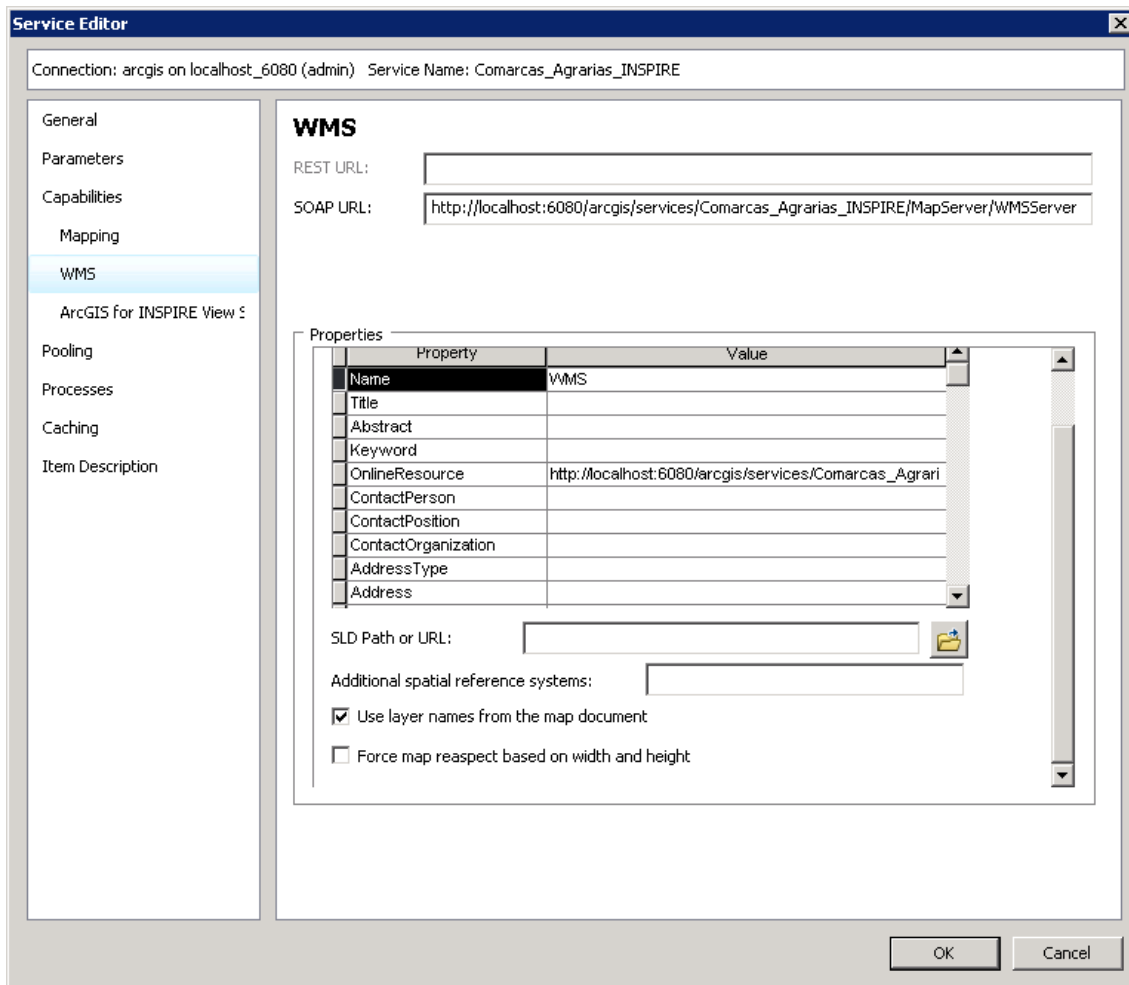 Service Editor
Connection: arcgis on localhost_6080 (admin) Service Name: Comarcas_Agrarias_INSPIRE
General
Parameters
Capabilities
Mapping
WMS
ArcGIS for INSPIRE View S
Pooling
Processes
Caching
Item Description
WMS
REST URL:
SOAP URL: http://localhost:6080/arcgis/services/Comarcas_Agrarias_INSPIRE/MapServer/WMSServer
Properties
Property Value
Name WMS
Title
Abstract
Keyword
OnlineResource http://localhost:6080/arcgis/services/Comarcas_Agrari
ContactPerson
ContactPosition
ContactOrganization
AddressType
Address
SLD Path or URL:
Additional spatial reference systems:
Use layer names from the map document
Force map reaspect based on width and height
OK Cancel